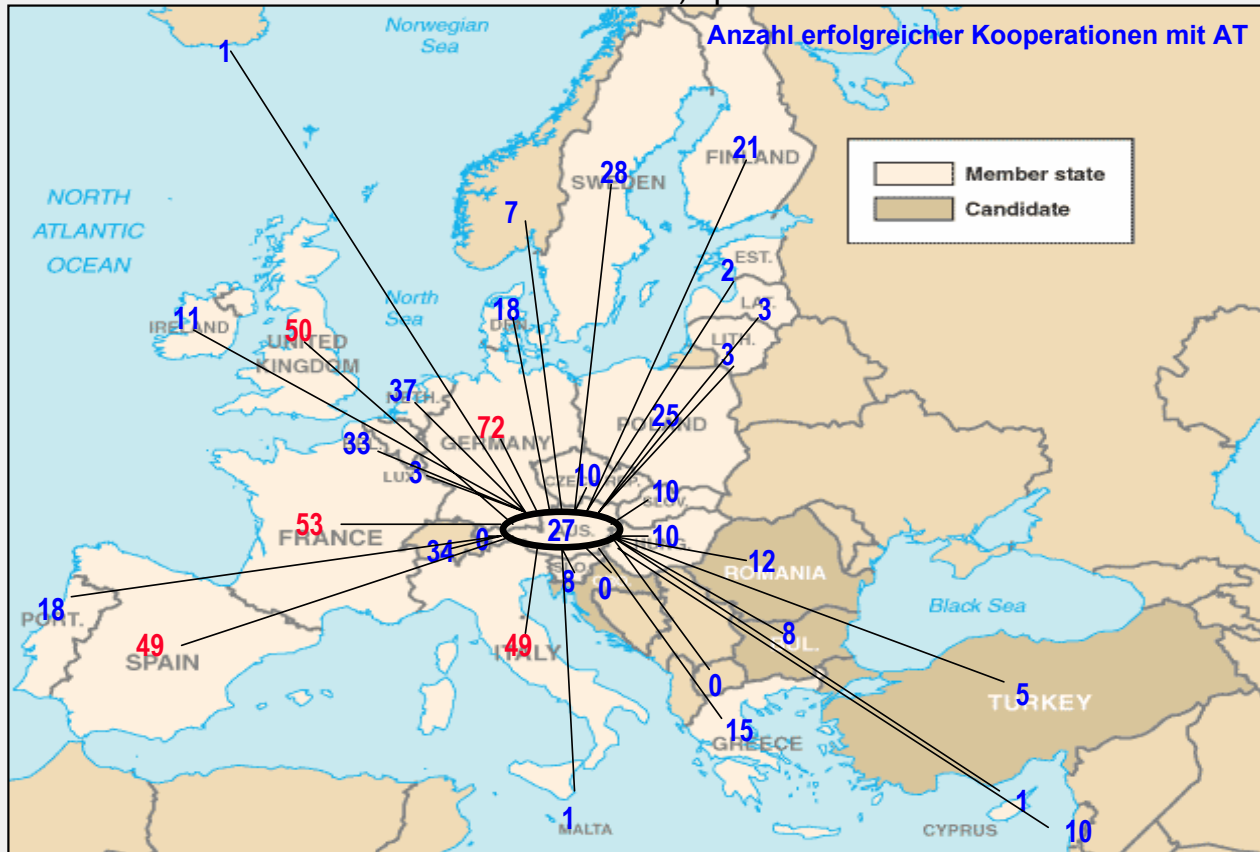 Anzahl erfolgreicher Kooperationen mit AT
1
Norwegian
Sea
NORTH
ATLANTIC
OCEAN
21
FINLAND
28
SWEDEN
Member state
Candidate
7
EST.
2
North
Sea
18
DEN.
LAT.
3
11
IRELAND
50
UNITED
KINGDOM
LITH.
3
37
NETH.
72
GERMANY
25
POLAND
33
3
LUX.
10
CZECH REP.
10
SLOV.
53
FRANCE
34
0
27
AUS.
10
HUNG.
12
ROMANIA
8
SLO.
0
18
PORT.
49
SPAIN
49
ITALY
Black Sea
8
BUL.
0
5
TURKEY
15
GREECE
1
MALTA
1
CYPRUS
10